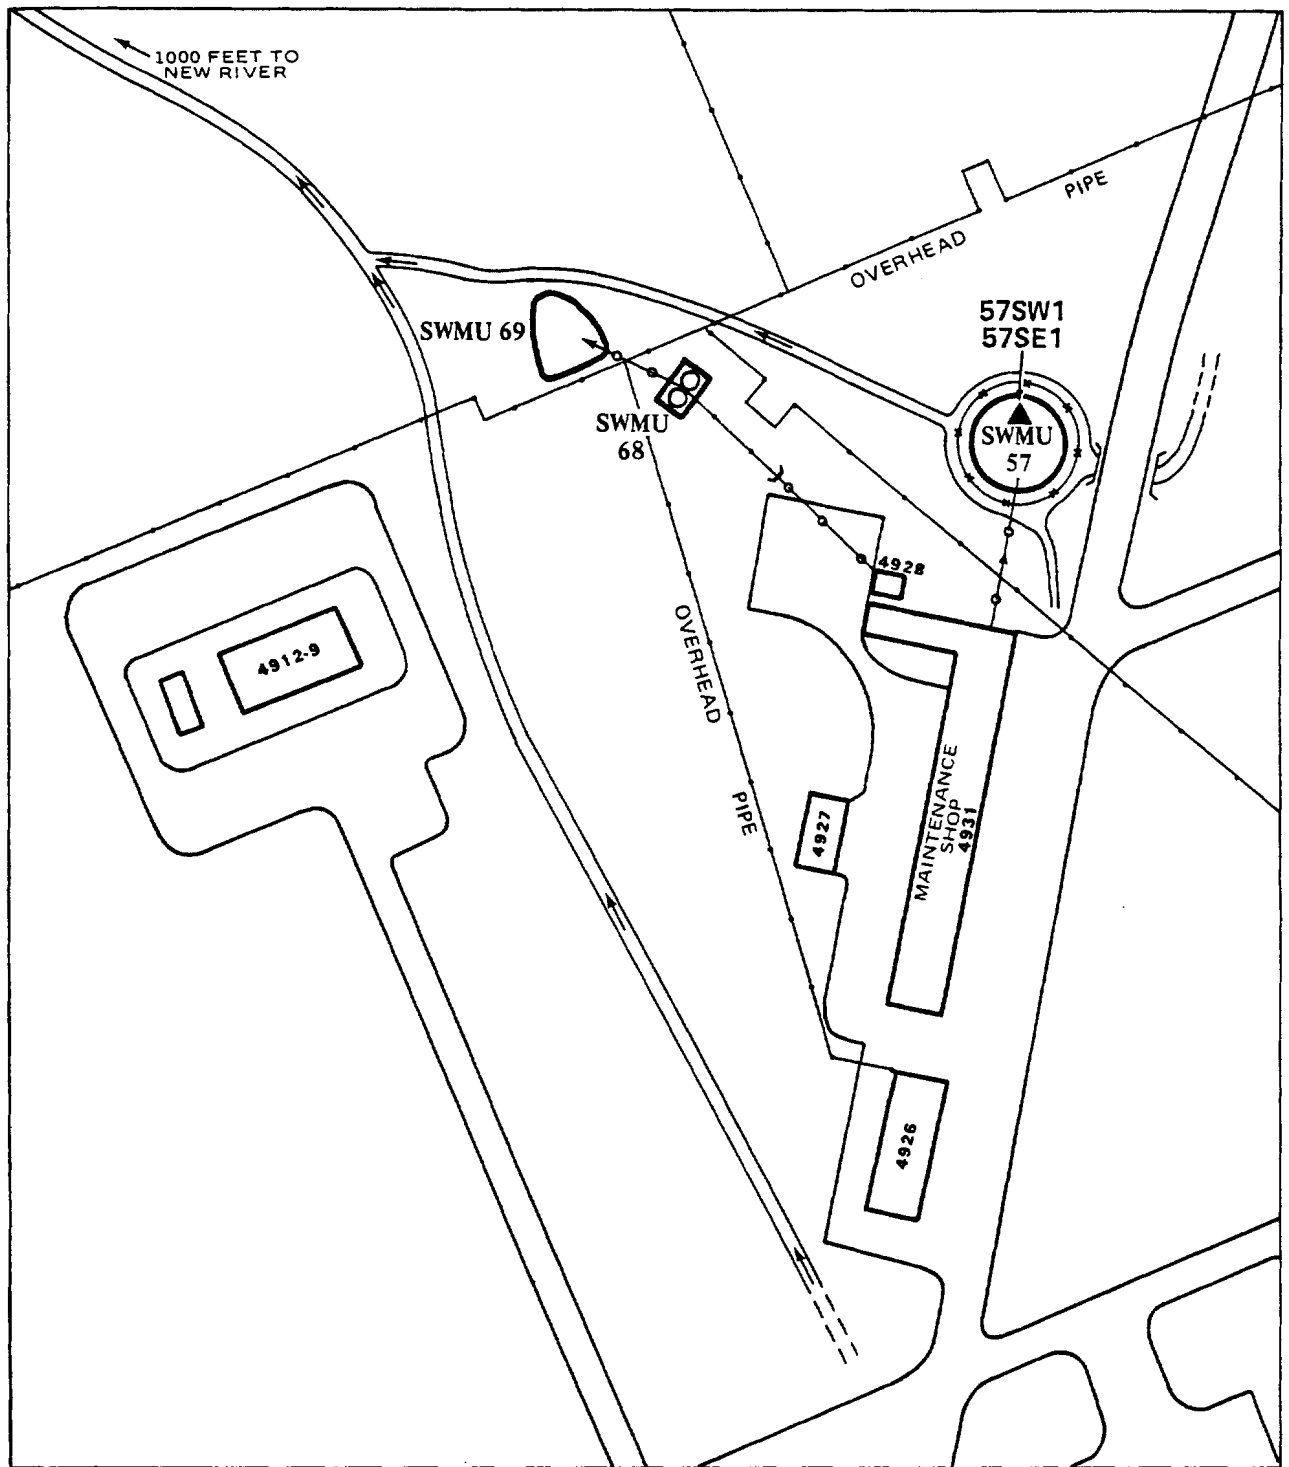 1000 FEET TO
NEW RIVER
PIPE
OVERHEAD
57SW1
57SE1
SWMU 69
SWMU
68
SWMU
57
4928
4912-9
OVERHEAD
PIPE
MAINTENANCE
SHOP
4931
4927
4926